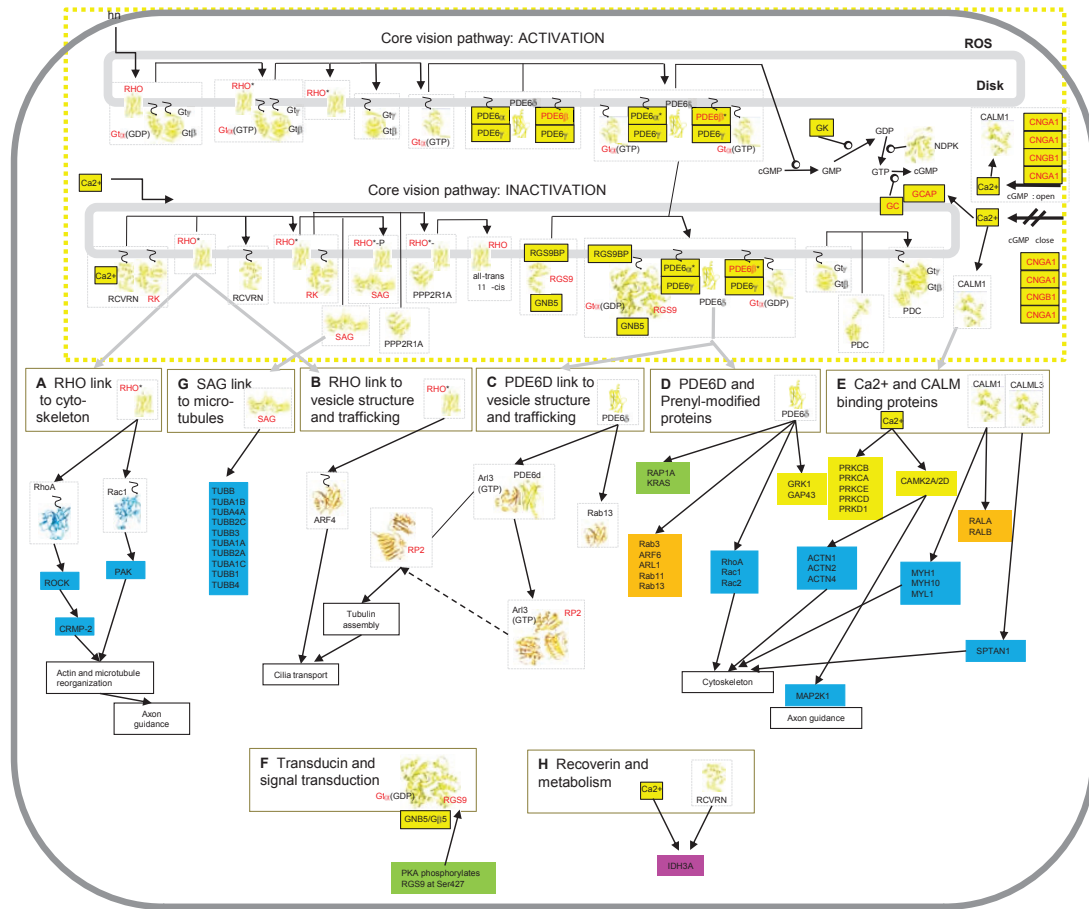 hn
Core vision pathway: ACTIVATION
ROS
Disk
RHO
Gtγ
Gtβ
Gtα(GDP)
RHO*
Gtγ
Gtβ
Gtα(GTP)
RHO*
Gtγ
Gtβ
Gtα(GTP)
PDE6δ
PDE6α
PDE6γ
PDE6β
PDE6γ
PDE6δ
PDE6α*
PDE6γ
PDE6β*
PDE6γ
Gtα(GTP)
Gtα(GTP)
GK
GDP
NDPK
cGMP
GMP
GTP
cGMP
GC
GCAP
CALM1
Ca2+
CNGA1
CNGA1
CNGB1
CNGA1
cGMP : open
Ca2+
cGMP close
CNGA1
CNGA1
CNGB1
CNGA1
CALM1
Ca2+
Core vision pathway: INACTIVATION
Ca2+
RCVRN
RK
RHO*
RCVRN
RHO*
RK
RHO*-P
SAG
SAG
RHO*-
PPP2R1A
PPP2R1A
RHO
all-trans
11 -cis
RGS9BP
RGS9
GNB5
RGS9BP
Gtα(GDP)
RGS9
GNB5
PDE6α*
PDE6γ
PDE6δ
PDE6β*
PDE6γ
Gtα(GDP)
Gtγ
Gtβ
PDC
Gtγ
Gtβ
PDC
A RHO link
to cyto-
skeleton
RHO*
G SAG link
to micro-
tubules
SAG
B RHO link to
vesicle structure
and trafficking
RHO*
C PDE6D link to
vesicle structure
and trafficking
PDE6δ
D PDE6D and
Prenyl-modified
proteins
PDE6δ
E Ca2+ and CALM
binding proteins
Ca2+
CALM1
CALML3
RhoA
Rac1
ROCK
PAK
CRMP-2
Actin and microtubule
reorganization
Axon
guidance
TUBB
TUBA1B
TUBA4A
TUBB2C
TUBB3
TUBA1A
TUBB2A
TUBA1C
TUBB1
TUBB4
ARF4
RP2
Tubulin
assembly
Cilia transport
Arl3
(GTP)
PDE6d
Rab13
Arl3
(GTP)
RP2
RAP1A
KRAS
GRK1
GAP43
Rab3
ARF6
ARL1
Rab11
Rab13
RhoA
Rac1
Rac2
PRKCB
PRKCA
PRKCE
PRKCD
PRKD1
CAMK2A/2D
ACTN1
ACTN2
ACTN4
RALA
RALB
MYH1
MYH10
MYL1
SPTAN1
Cytoskeleton
MAP2K1
Axon guidance
F Transducin and
signal transduction
Gtα(GDP)
RGS9
GNB5/Gβ5
PKA phosphorylates
RGS9 at Ser427
H Recoverin and
metabolism
Ca2+
RCVRN
IDH3A